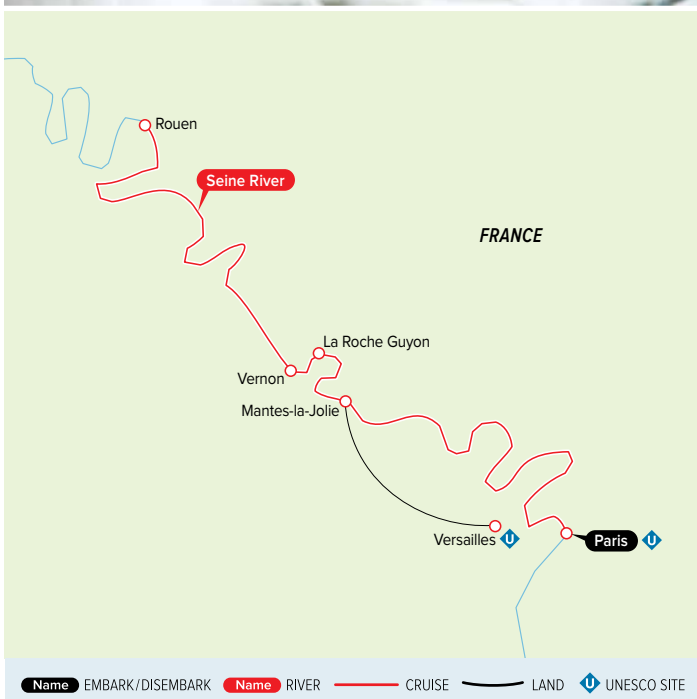 Rouen
Seine River
FRANCE
La Roche Guyon
Vernon
Mantes-la-Jolie
Versailles U
Paris U
Name EMBARK/DISEMBARK Name RIVER CRUISE LAND U UNESCO SITE